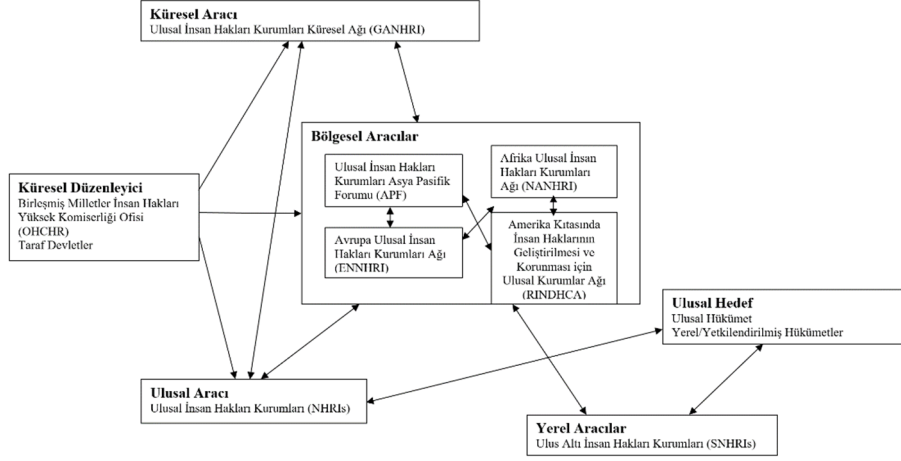 Küresel Aracı
Ulusal İnsan Hakları Kurumları Küresel Ağı (GANHRI)
Bölgesel Aracılar
Ulusal İnsan Hakları
Kurumları Asya Pasifik
Forumu (APF)
Afrika Ulusal İnsan
Hakları Kurumları
Ağı (NANHRI)
Avrupa Ulusal İnsan
Hakları Kurumları Ağı
(ENNHRI)
Amerika Kıtasında
İnsan Haklarının
Geliştirilmesi ve
Korunması için
Ulusal Kurumlar Ağı
(RINDHCA)
Küresel Düzenleyici
Birleşmiş Milletler İnsan Hakları
Yüksek Komiserliği Ofisi
(OHCHR)
Taraf Devletler
Ulusal Hedef
Ulusal Hükümet
Yerel/Yetkilendirilmiş Hükümetler
Ulusal Aracı
Ulusal İnsan Hakları Kurumları (NHRIs)
Yerel Aracılar
Ulus Altı İnsan Hakları Kurumları (SNHRIs)